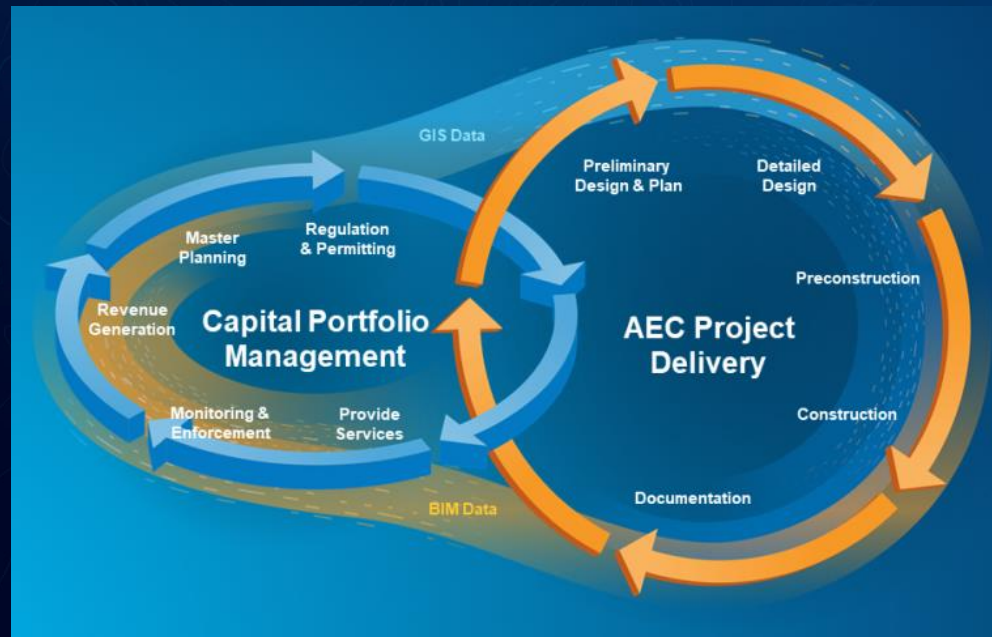 GIS Data
Preliminary
Design & Plan
Detailed
Design
Master
Planning
Regulation
& Permitting
Preconstruction
Revenue
Generation
Capital Portfolio
Management
AEC Project
Delivery
Monitoring &
Enforcement
Provide
Services
Construction
Documentation
BIM Data